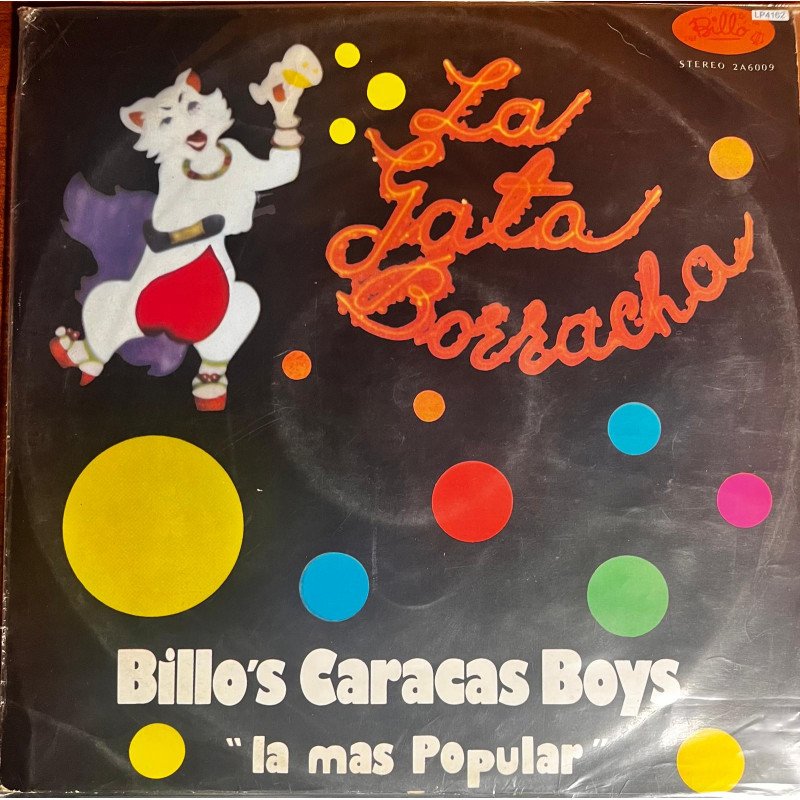 LP4162
Billo
STEREO 2A6009
La
Gata
Borracha
Billo's Caracas Boys
"la mas Popular"